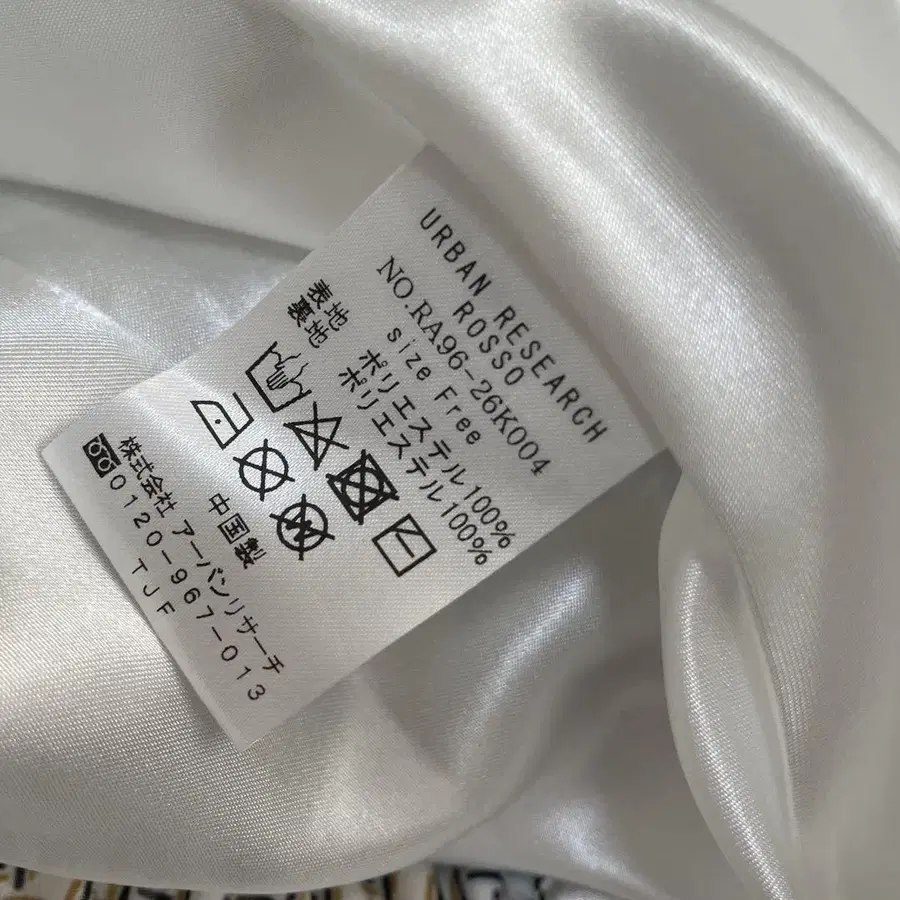 URBAN RESEARCH
ROSSO
NO.RA96-26K004
size Free
表地 ポリエステル100%
裏地 ポリエステル100%
中国製
株式会社 アーバンリサーチ
0120-967-013
TJF